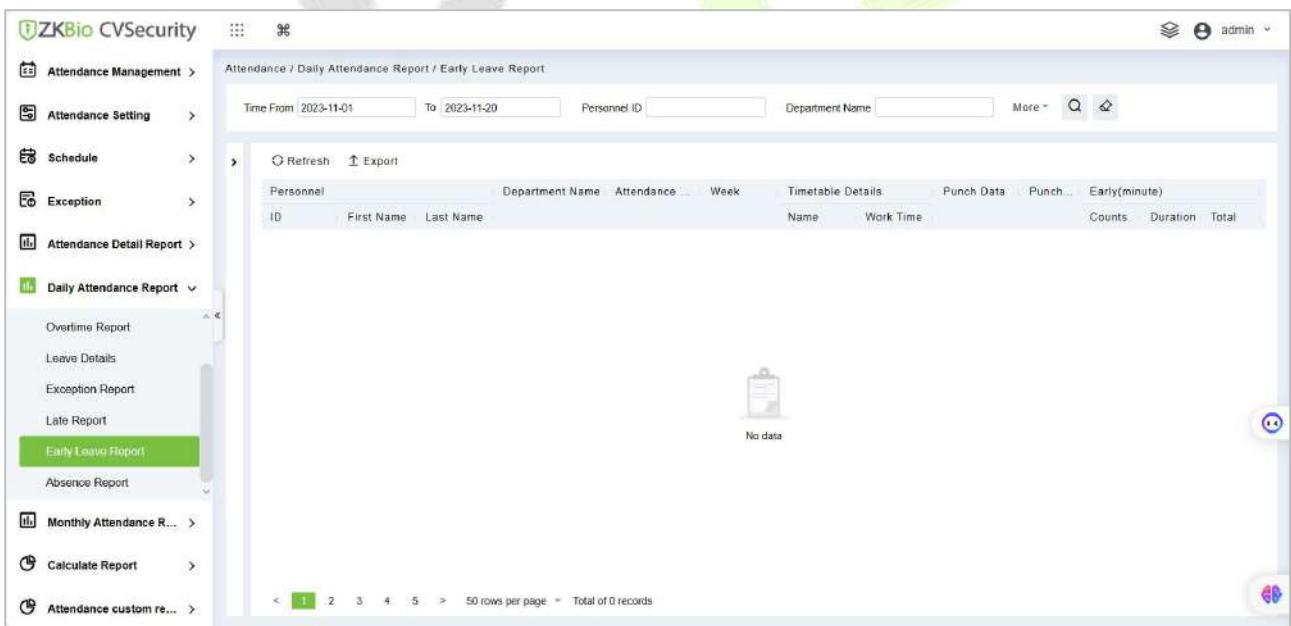 ZKBio CVSecurity
admin
Attendance Management
Attendance Setting
Schedule
Exception
Attendance Detail Report
Daily Attendance Report
Overtime Report
Leave Details
Exception Report
Late Report
Early Leave Report
Absence Report
Monthly Attendance R...
Calculate Report
Attendance custom re...
Attendance / Daily Attendance Report / Early Leave Report
Time From 2023-11-01 To 2023-11-20 Personnel ID Department Name More
Refresh Export
Personnel Department Name Attendance ... Week Timetable Details Punch Data Punch... Early(minute)
ID First Name Last Name Name Work Time Counts Duration Total
No data
< 1 2 3 4 5 > 50 rows per page Total of 0 records